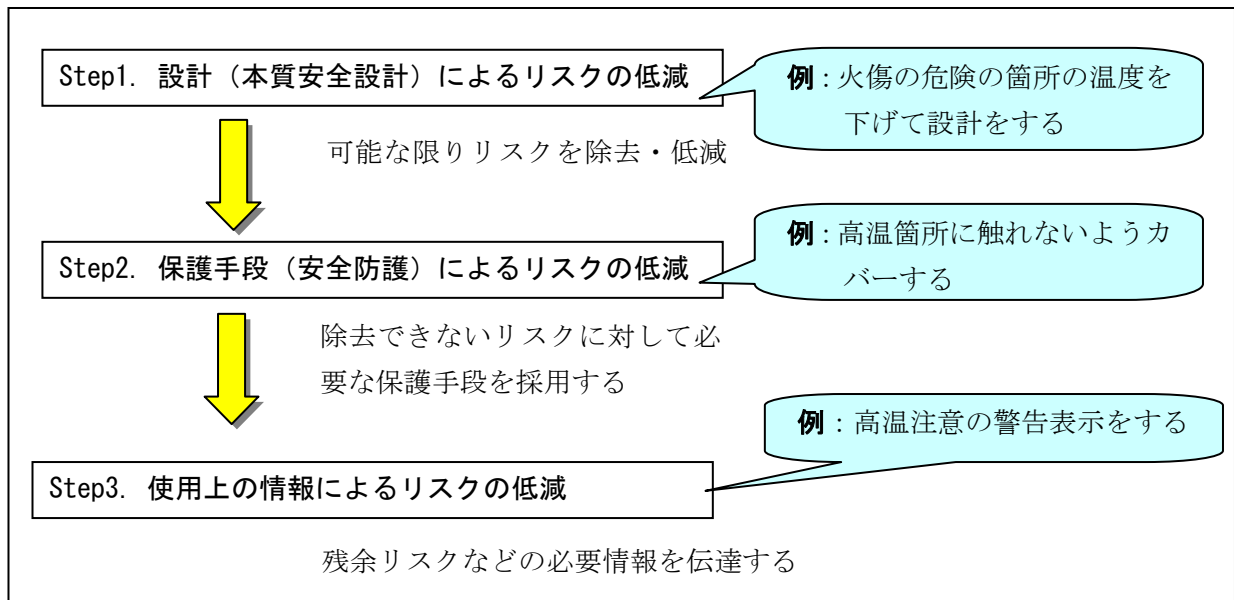 Step1. 設計（本質安全設計）によるリスクの低減
例：火傷の危険の箇所の温度を
下げて設計をする
可能な限りリスクを除去・低減
Step2. 保護手段（安全防護）によるリスクの低減
例：高温箇所に触れないようカ
バーする
除去できないリスクに対して必
要な保護手段を採用する
例：高温注意の警告表示をする
Step3. 使用上の情報によるリスクの低減
残余リスクなどの必要情報を伝達する